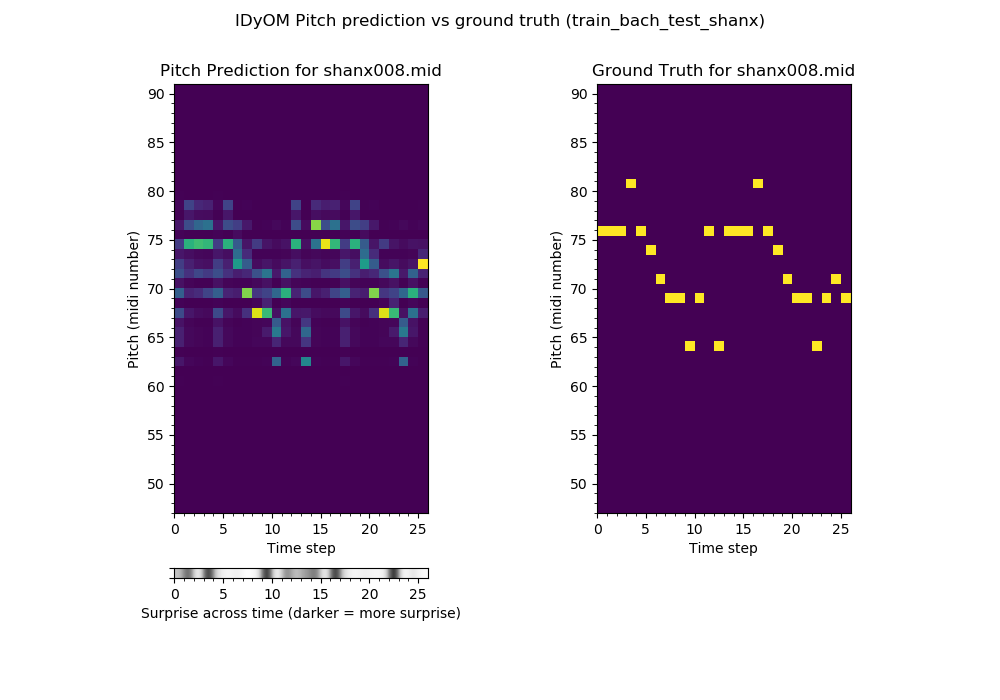 IDyOM Pitch prediction vs ground truth (train_bach_test_shanx)
Pitch Prediction for shanx008.mid
90
85
80
75
70
65
60
55
50
Pitch (midi number)
0 5 10 15 20 25
Time step
0 5 10 15 20 25
Surprise across time (darker = more surprise)
Ground Truth for shanx008.mid
90
85
80
75
70
65
60
55
50
Pitch (midi number)
0 5 10 15 20 25
Time step